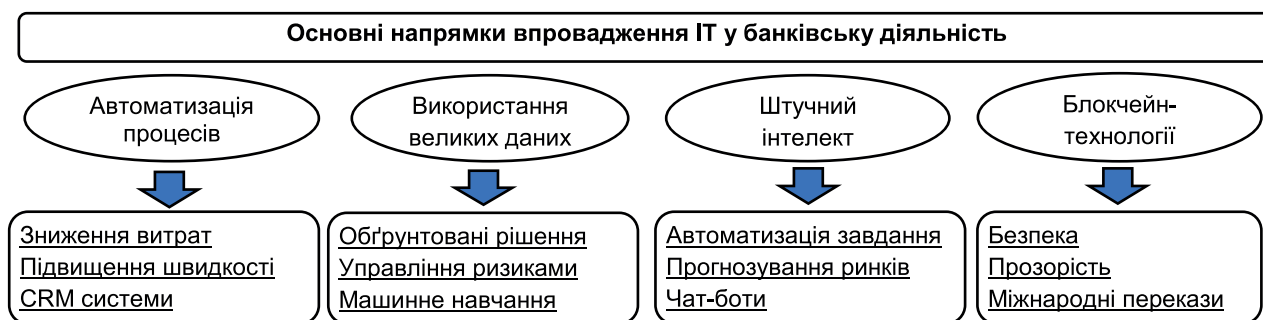 Основні напрямки впровадження ІТ у банківську діяльність
Автоматизація
процесів
Використання
великих даних
Штучний
інтелект
Блокчейн-
технології
Зниження витрат
Підвищення швидкості
CRM системи
Обґрунтовані рішення
Управління ризиками
Машинне навчання
Автоматизація завдання
Прогнозування ринків
Чат-боти
Безпека
Прозорість
Міжнародні перекази